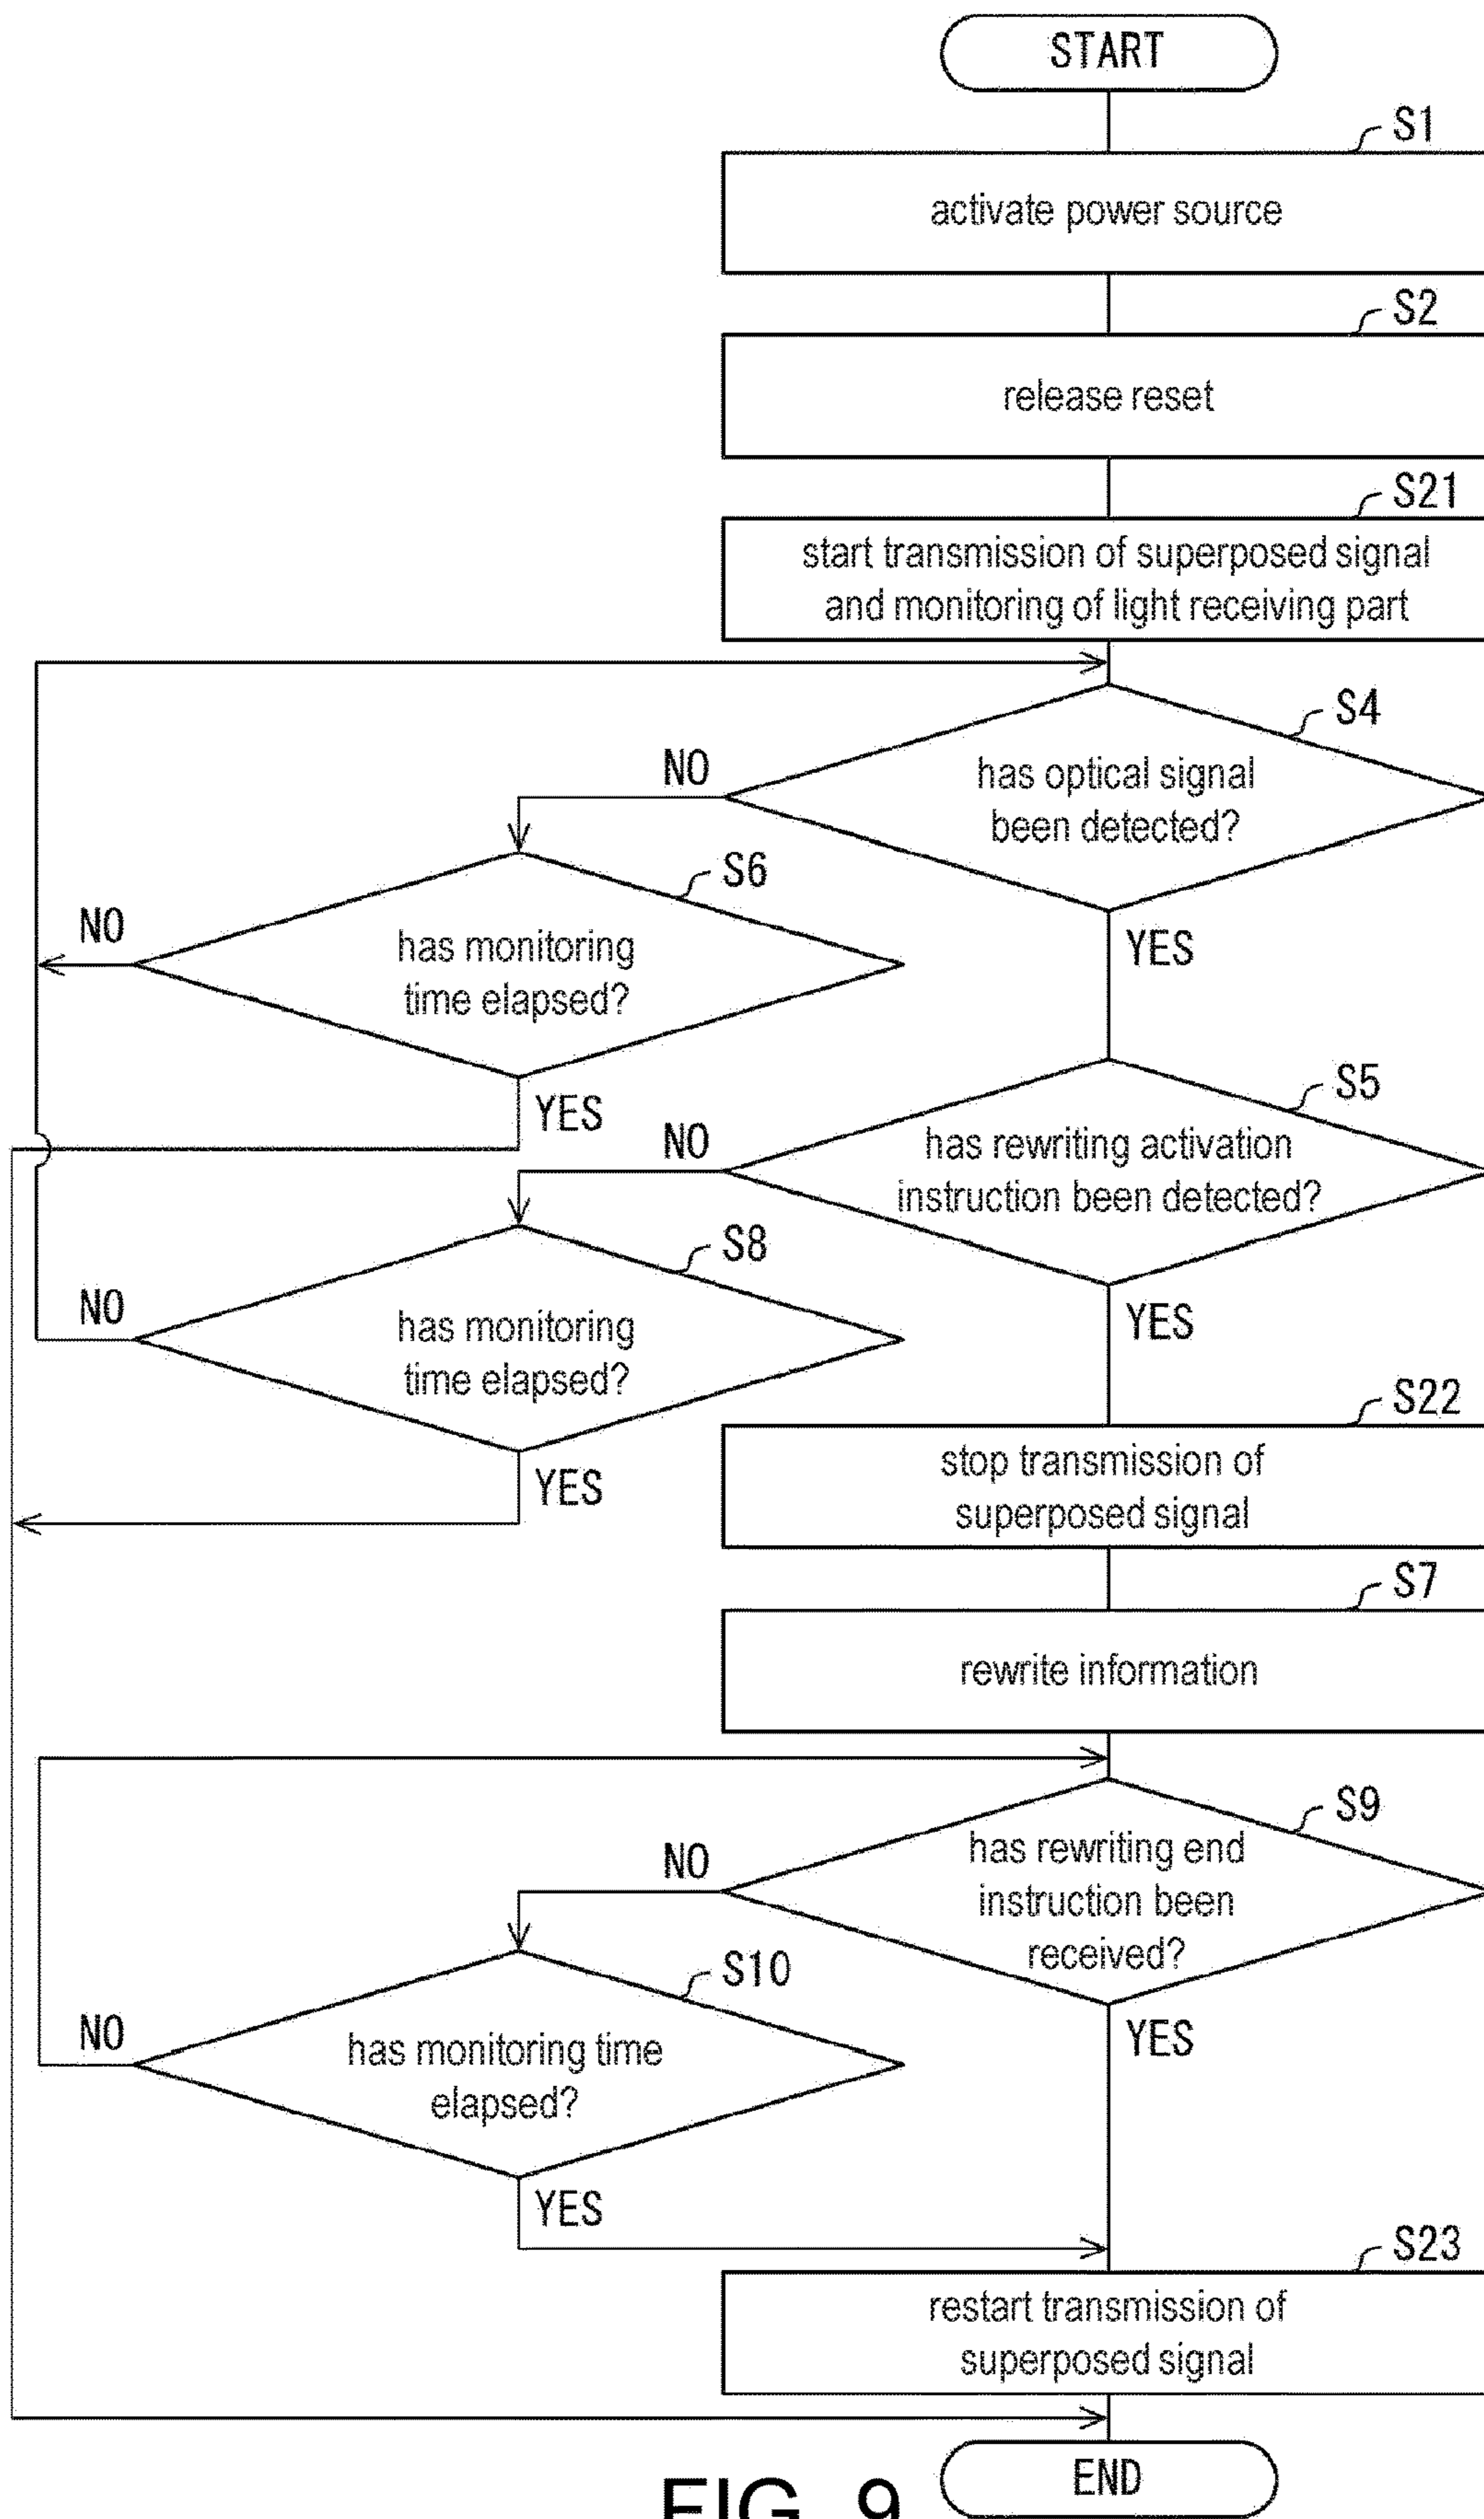 START
S1
activate power source
S2
release reset
S21
start transmission of superposed signal
and monitoring of light receiving part
S4
NO
has optical signal
been detected?
S6
NO
YES
has monitoring
time elapsed?
S5
YES
NO
has rewriting activation
instruction been detected?
S8
NO
YES
has monitoring
time elapsed?
S22
YES
stop transmission of
superposed signal
S7
rewrite information
S9
NO
has rewriting end
instruction been
received?
S10
NO
YES
has monitoring time
elapsed?
YES
S23
restart transmission of
superposed signal
END
FIG. 9